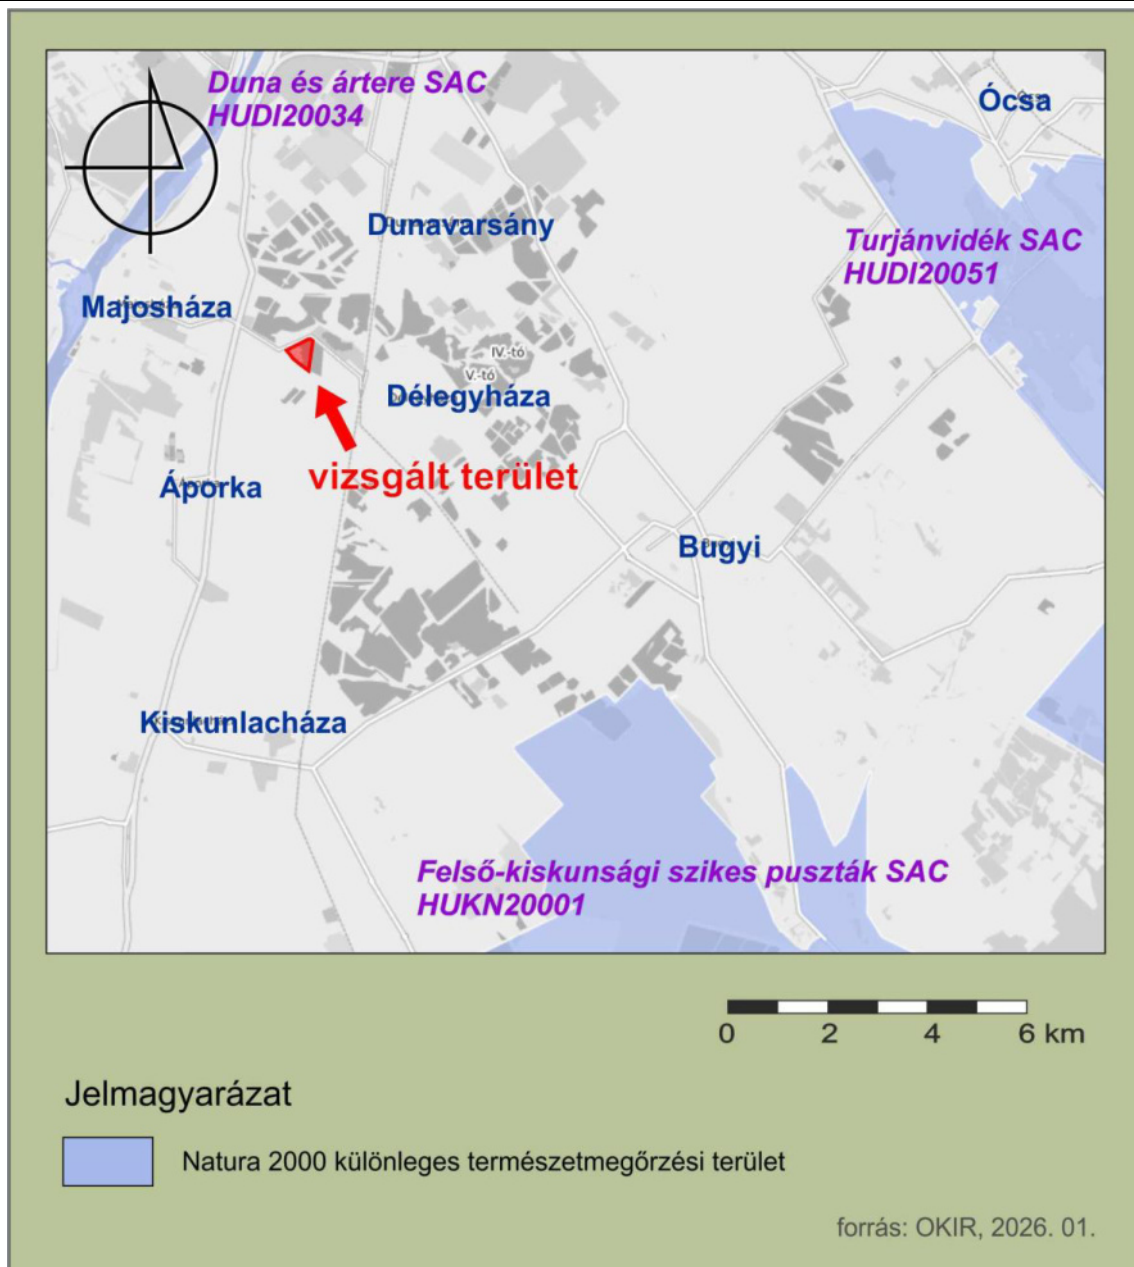 Duna és ártere SAC
HUDI20034
Ócsa
Dunavarsány
Turjánvidék SAC
HUDI20051
Majosháza
IV.-tó
V.-tó
Délegyháza
vizsgált terület
Áporka
Bugyi
Kiskunlacháza
Felső-kiskunsági szikes puszták SAC
HUKN20001
0 2 4 6 km
Jelmagyarázat
Natura 2000 különleges természetmegőrzési terület
forrás: OKIR, 2026. 01.